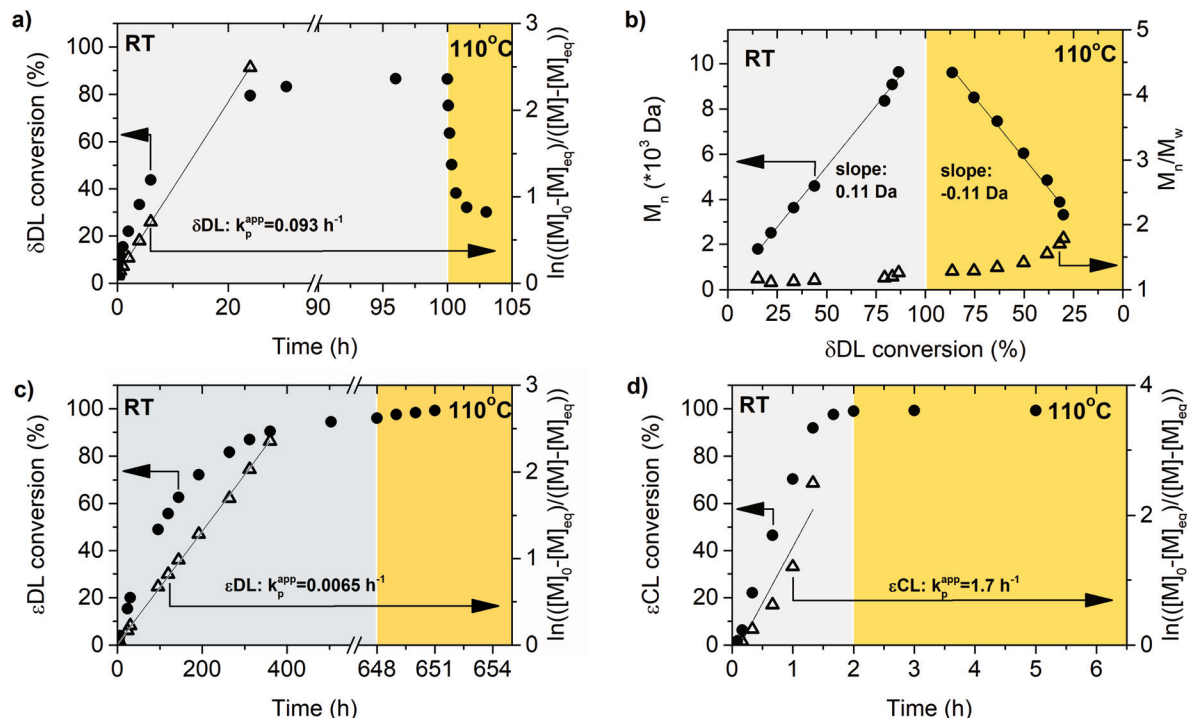 a)
RT
110°C
δDL conversion (%)
100
80
60
40
20
0
3
2
1
0
ln(([M]₀-[M]eq)/([M]-[M]eq))
δDL: kₚᵃᵖᵖ=0.093 h⁻¹
0 20 90 95 100 105
Time (h)
b)
RT
110°C
Mₙ (*10³ Da)
10
8
6
4
2
0
5
4
3
2
1
Mₙ/M_w
slope:
0.11 Da
slope:
-0.11 Da
0 25 50 75 100 75 50 25 0
δDL conversion (%)
c)
RT
110°C
εDL conversion (%)
100
80
60
40
20
0
3
2
1
0
ln(([M]₀-[M]eq)/([M]-[M]eq))
εDL: kₚᵃᵖᵖ=0.0065 h⁻¹
0 200 400 648 651 654
Time (h)
d)
RT
110°C
εCL conversion (%)
100
80
60
40
20
0
4
3
2
1
0
ln(([M]₀-[M]eq)/([M]-[M]eq))
εCL: kₚᵃᵖᵖ=1.7 h⁻¹
0 1 2 3 4 5 6
Time (h)